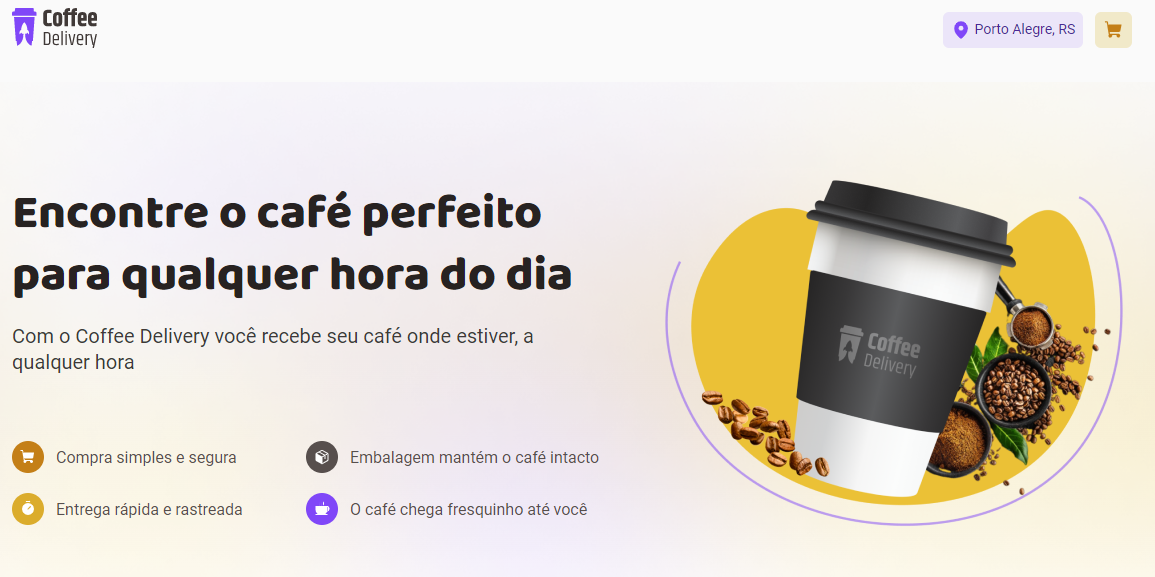 Coffee
Delivery
Porto Alegre, RS
Encontre o café perfeito
para qualquer hora do dia
Com o Coffee Delivery você recebe seu café onde estiver, a
qualquer hora
Coffee
Delivery
Compra simples e segura
Embalagem mantém o café intacto
Entrega rápida e rastreada
O café chega fresquinho até você